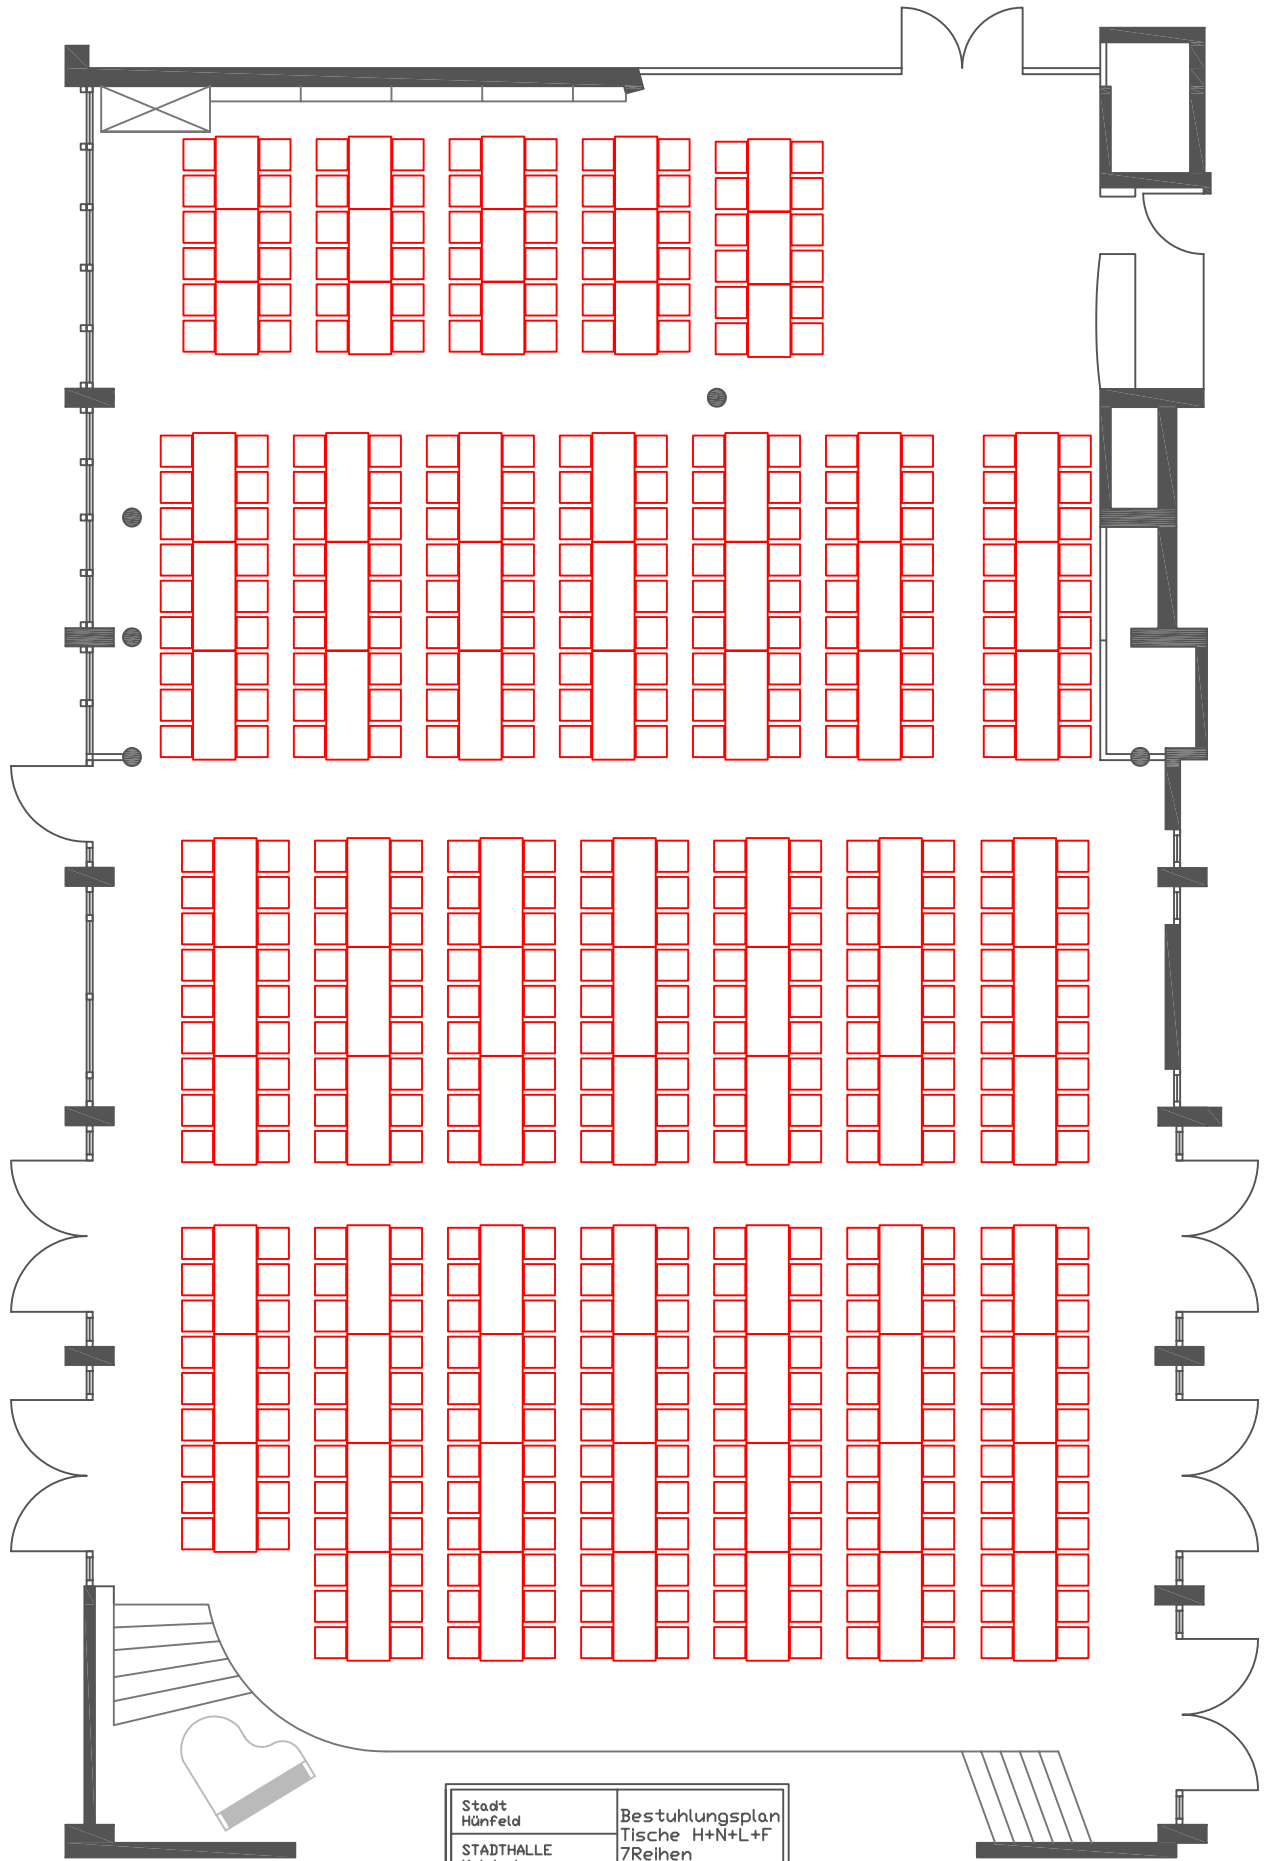 Stadt
Hünfeld
STADTHALLE
Bestuhlungsplan
Tische H+N+L+F
7Reihen